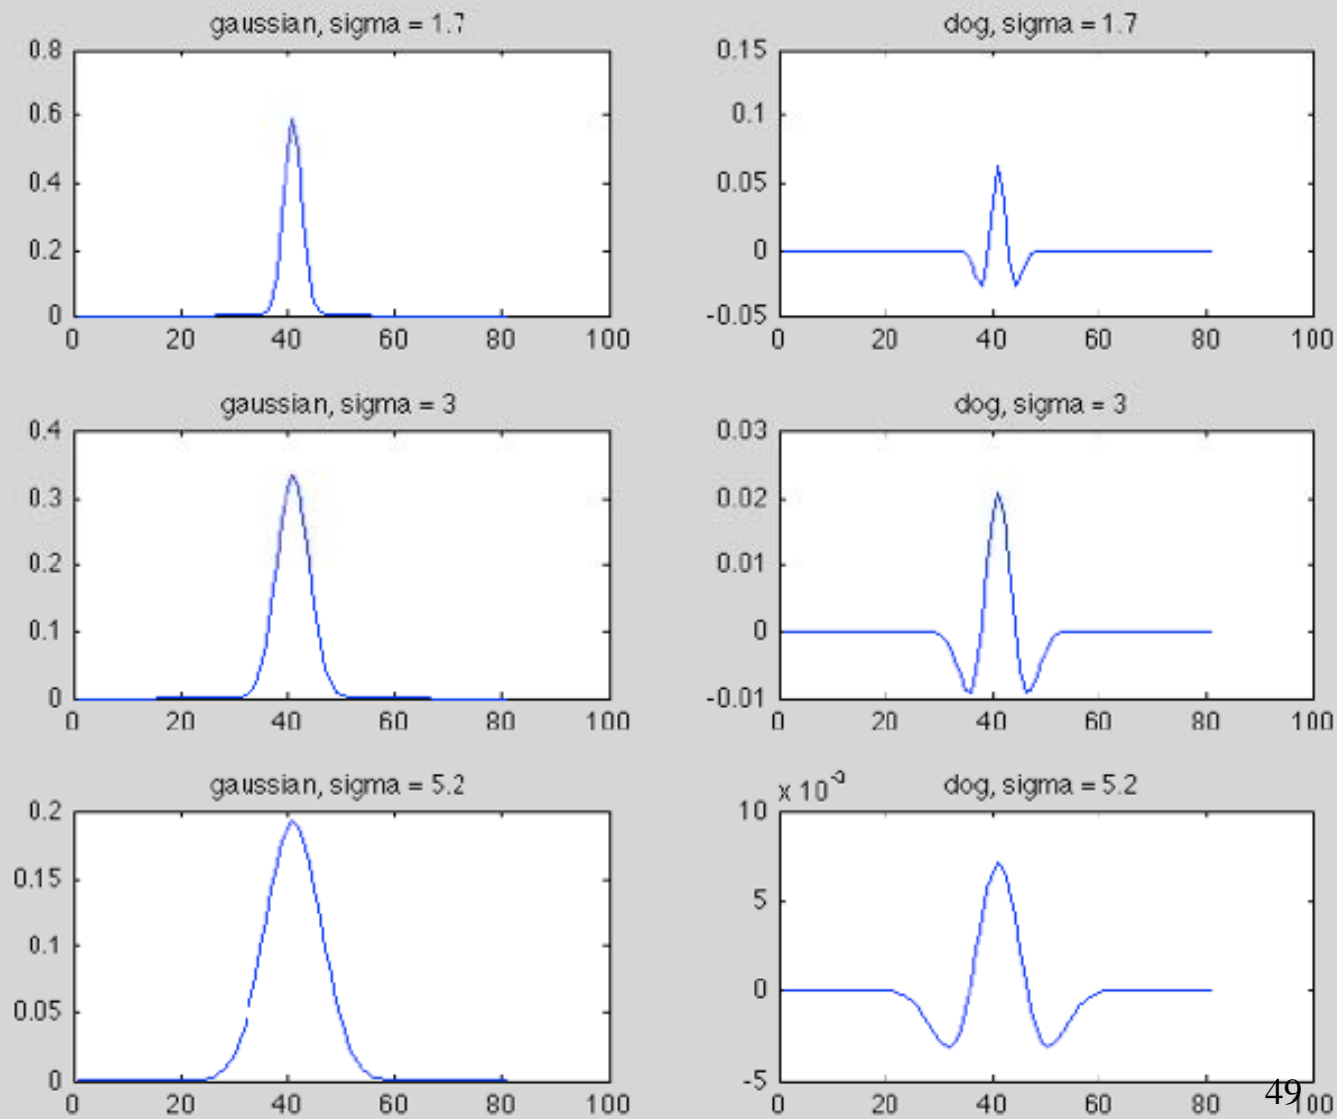 gaussian, sigma = 1.7
0.8
0.6
0.4
0.2
0
0 20 40 60 80 100
dog, sigma = 1.7
0.15
0.1
0.05
0
-0.05
0 20 40 60 80 100
gaussian, sigma = 3
0.4
0.3
0.2
0.1
0
0 20 40 60 80 100
dog, sigma = 3
0.03
0.02
0.01
0
-0.01
0 20 40 60 80 100
gaussian, sigma = 5.2
0.2
0.15
0.1
0.05
0
0 20 40 60 80 100
x 10⁻³
dog, sigma = 5.2
10
5
0
-5
0 20 40 60 80 100
49